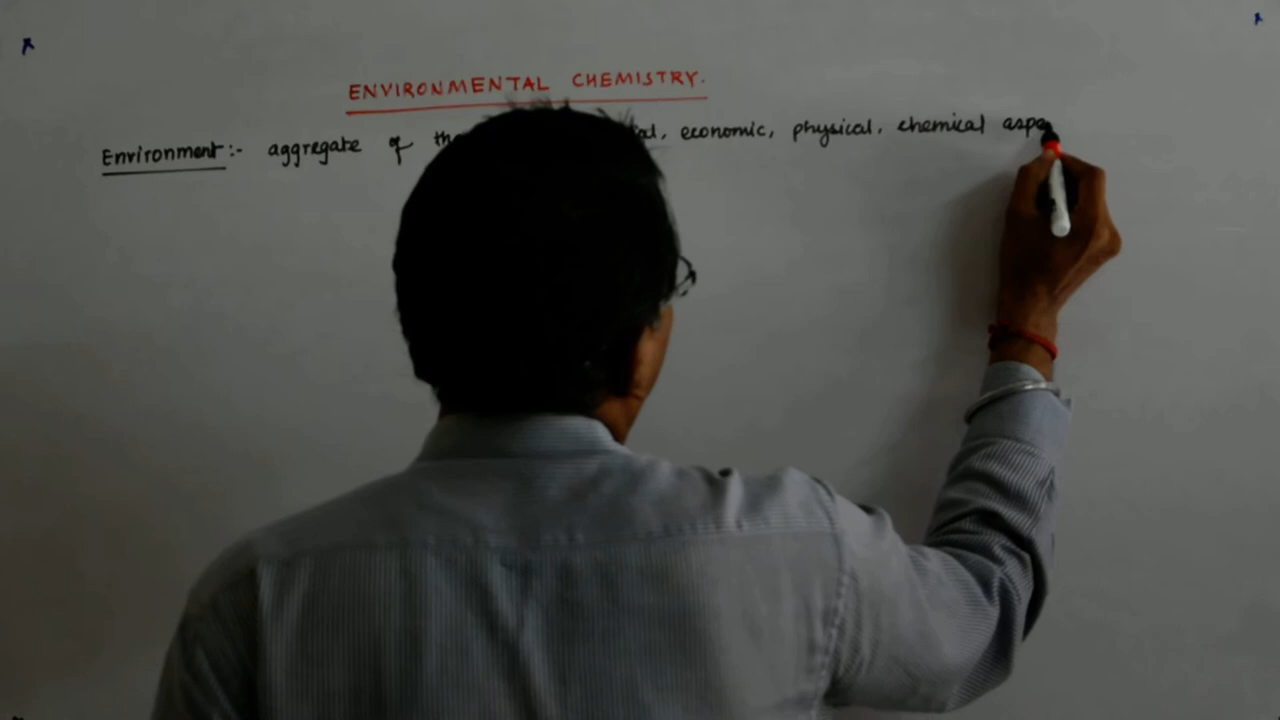 ENVIRONMENTAL CHEMISTRY.
Environment:- aggregate of economic, physical, chemical